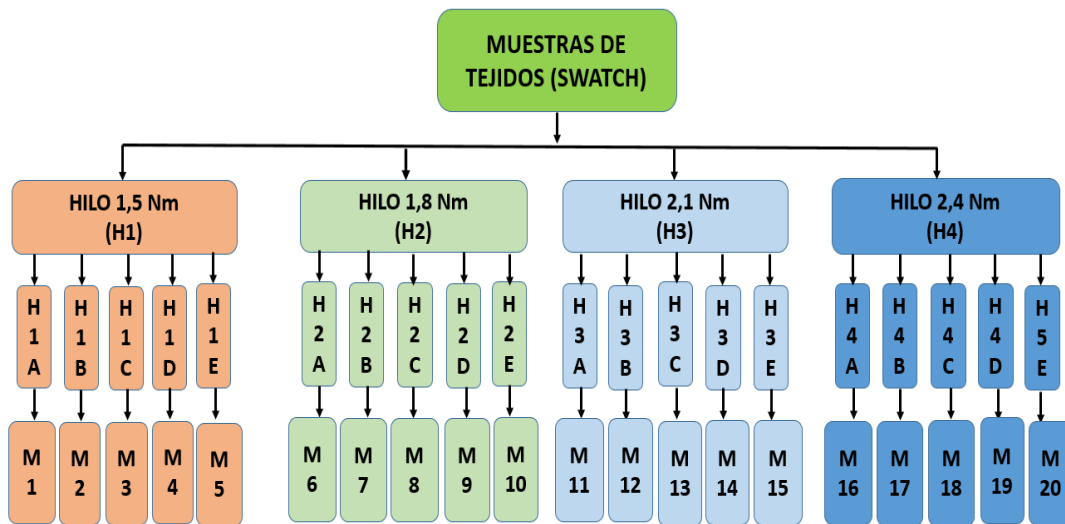 MUESTRAS DE
TEJIDOS (SWATCH)
HILO 1,5 Nm
(H1)
HILO 1,8 Nm
(H2)
HILO 2,1 Nm
(H3)
HILO 2,4 Nm
(H4)
H
1
A
H
1
B
H
1
C
H
1
D
H
1
E
H
2
A
H
2
B
H
2
C
H
2
D
H
2
E
H
3
A
H
3
B
H
3
C
H
3
D
H
3
E
H
4
A
H
4
B
H
4
C
H
4
D
H
5
E
M
1
M
2
M
3
M
4
M
5
M
6
M
7
M
8
M
9
M
10
M
11
M
12
M
13
M
14
M
15
M
16
M
17
M
18
M
19
M
20